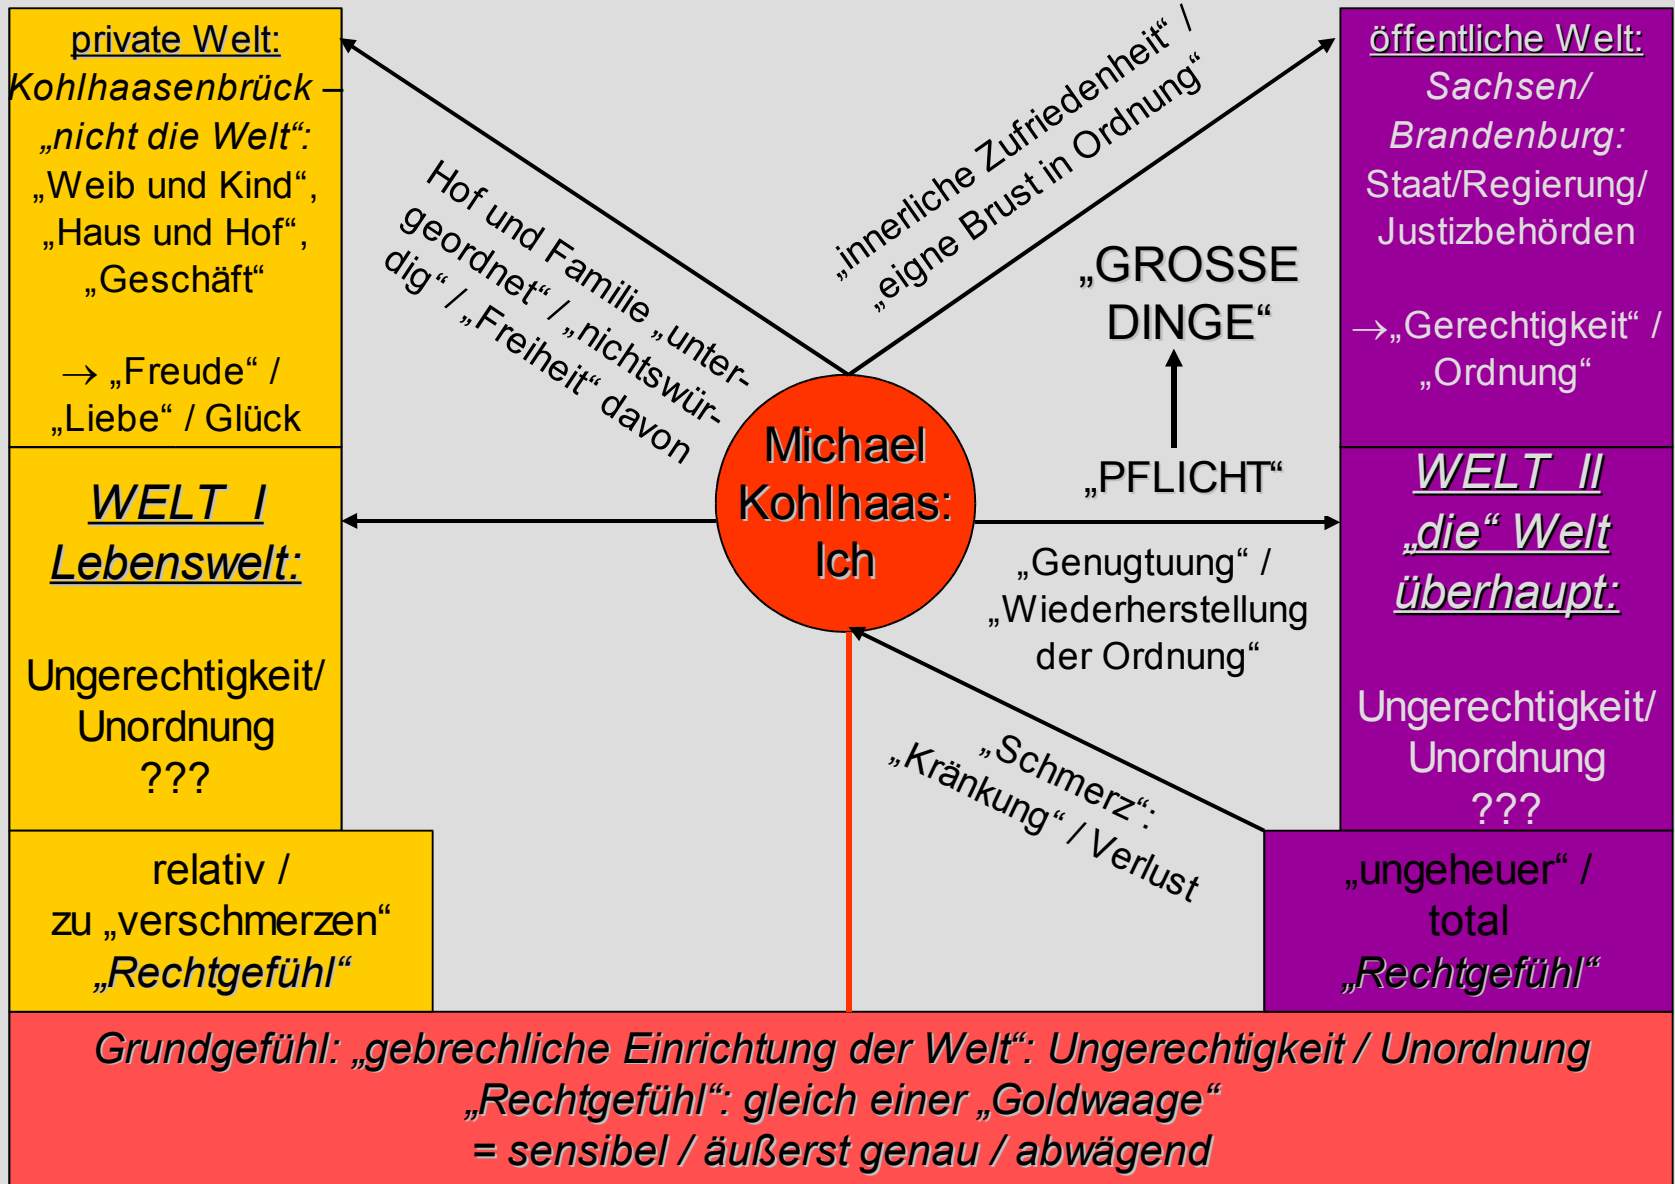 private Welt:
Kohlhaasenbrück –
„nicht die Welt“:
„Weib und Kind“,
„Haus und Hof“,
„Geschäft“
→ „Freude“ /
„Liebe“ / Glück
WELT I
Lebenswelt:
Ungerechtigkeit/
Unordnung
???
relativ /
zu „verschmerzen“
„Rechtgefühl“
Hof und Familie „unter-
geordnet“ / „nichtswür-
dig“ / „Freiheit“ davon
„innerliche Zufriedenheit“ /
„eigne Brust in Ordnung“
„GROSSE
DINGE“
„PFLICHT“
Michael
Kohlhaas:
Ich
„Genugtuung“ /
„Wiederherstellung
der Ordnung“
„Schmerz“:
„Kränkung“ / Verlust
öffentliche Welt:
Sachsen/
Brandenburg:
Staat/Regierung/
Justizbehörden
→„Gerechtigkeit“ /
„Ordnung“
WELT II
„die“ Welt
überhaupt:
Ungerechtigkeit/
Unordnung
???
„ungeheuer“ /
total
„Rechtgefühl“
Grundgefühl: „gebrechliche Einrichtung der Welt“: Ungerechtigkeit / Unordnung
„Rechtgefühl“: gleich einer „Goldwaage“
= sensibel / äußerst genau / abwägend